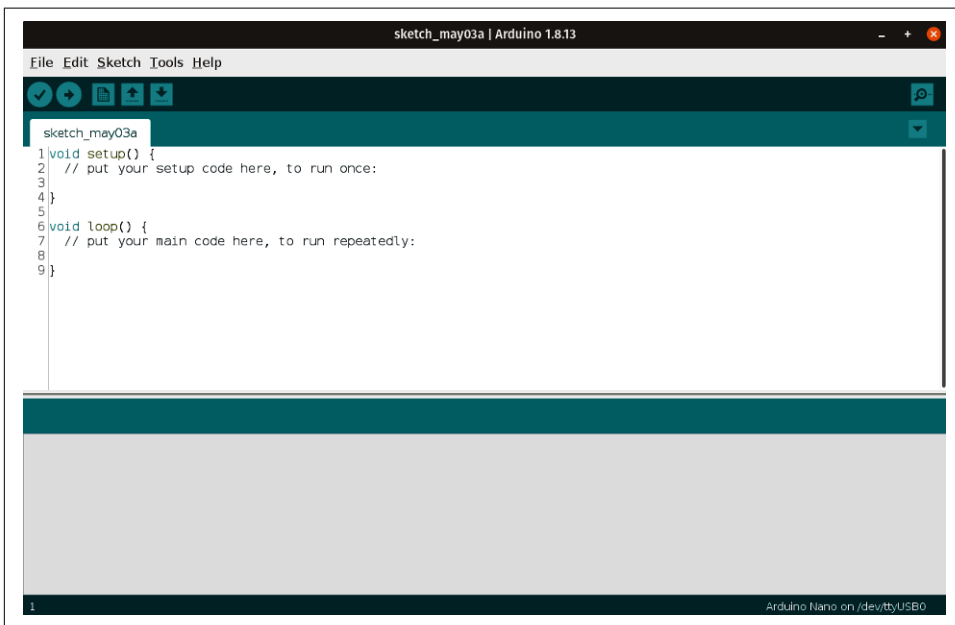 sketch_may03a | Arduino 1.8.13
File Edit Sketch Tools Help
sketch_may03a
1 void setup() {
2   // put your setup code here, to run once:
3
4 }
5
6 void loop() {
7   // put your main code here, to run repeatedly:
8
9 }
1 Arduino Nano on /dev/ttyUSB0